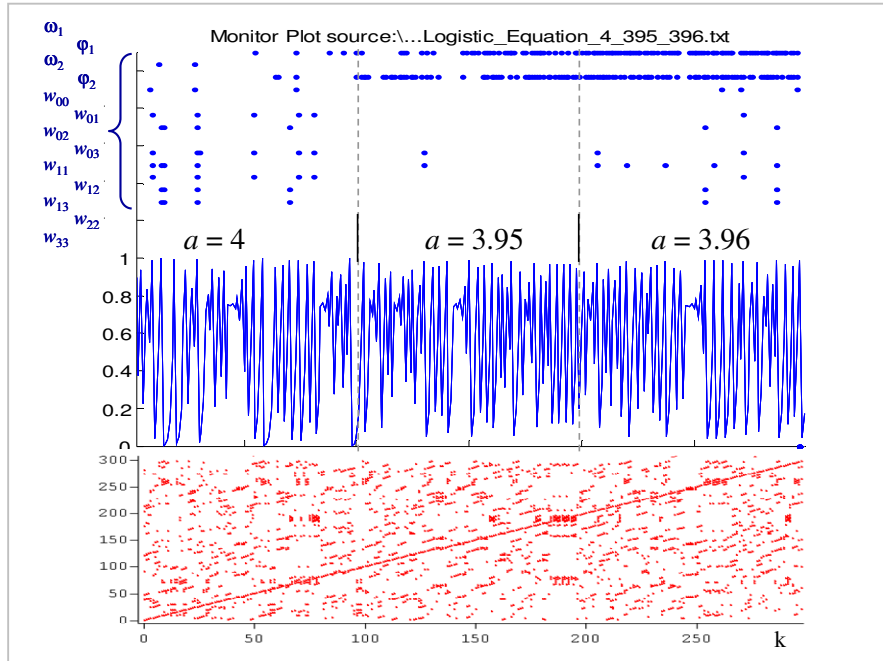 Monitor Plot source:\...Logistic_Equation_4_395_396.txt
ω₁
φ₁
ω₂
φ₂
w₀₀
w₀₁
w₀₂
w₀₃
w₁₁
w₁₂
w₁₃
w₂₂
w₃₃
a = 4
a = 3.95
a = 3.96
1
0.8
0.6
0.4
0.2
0
300
250
200
150
100
50
0
0 50 100 150 200 250 k